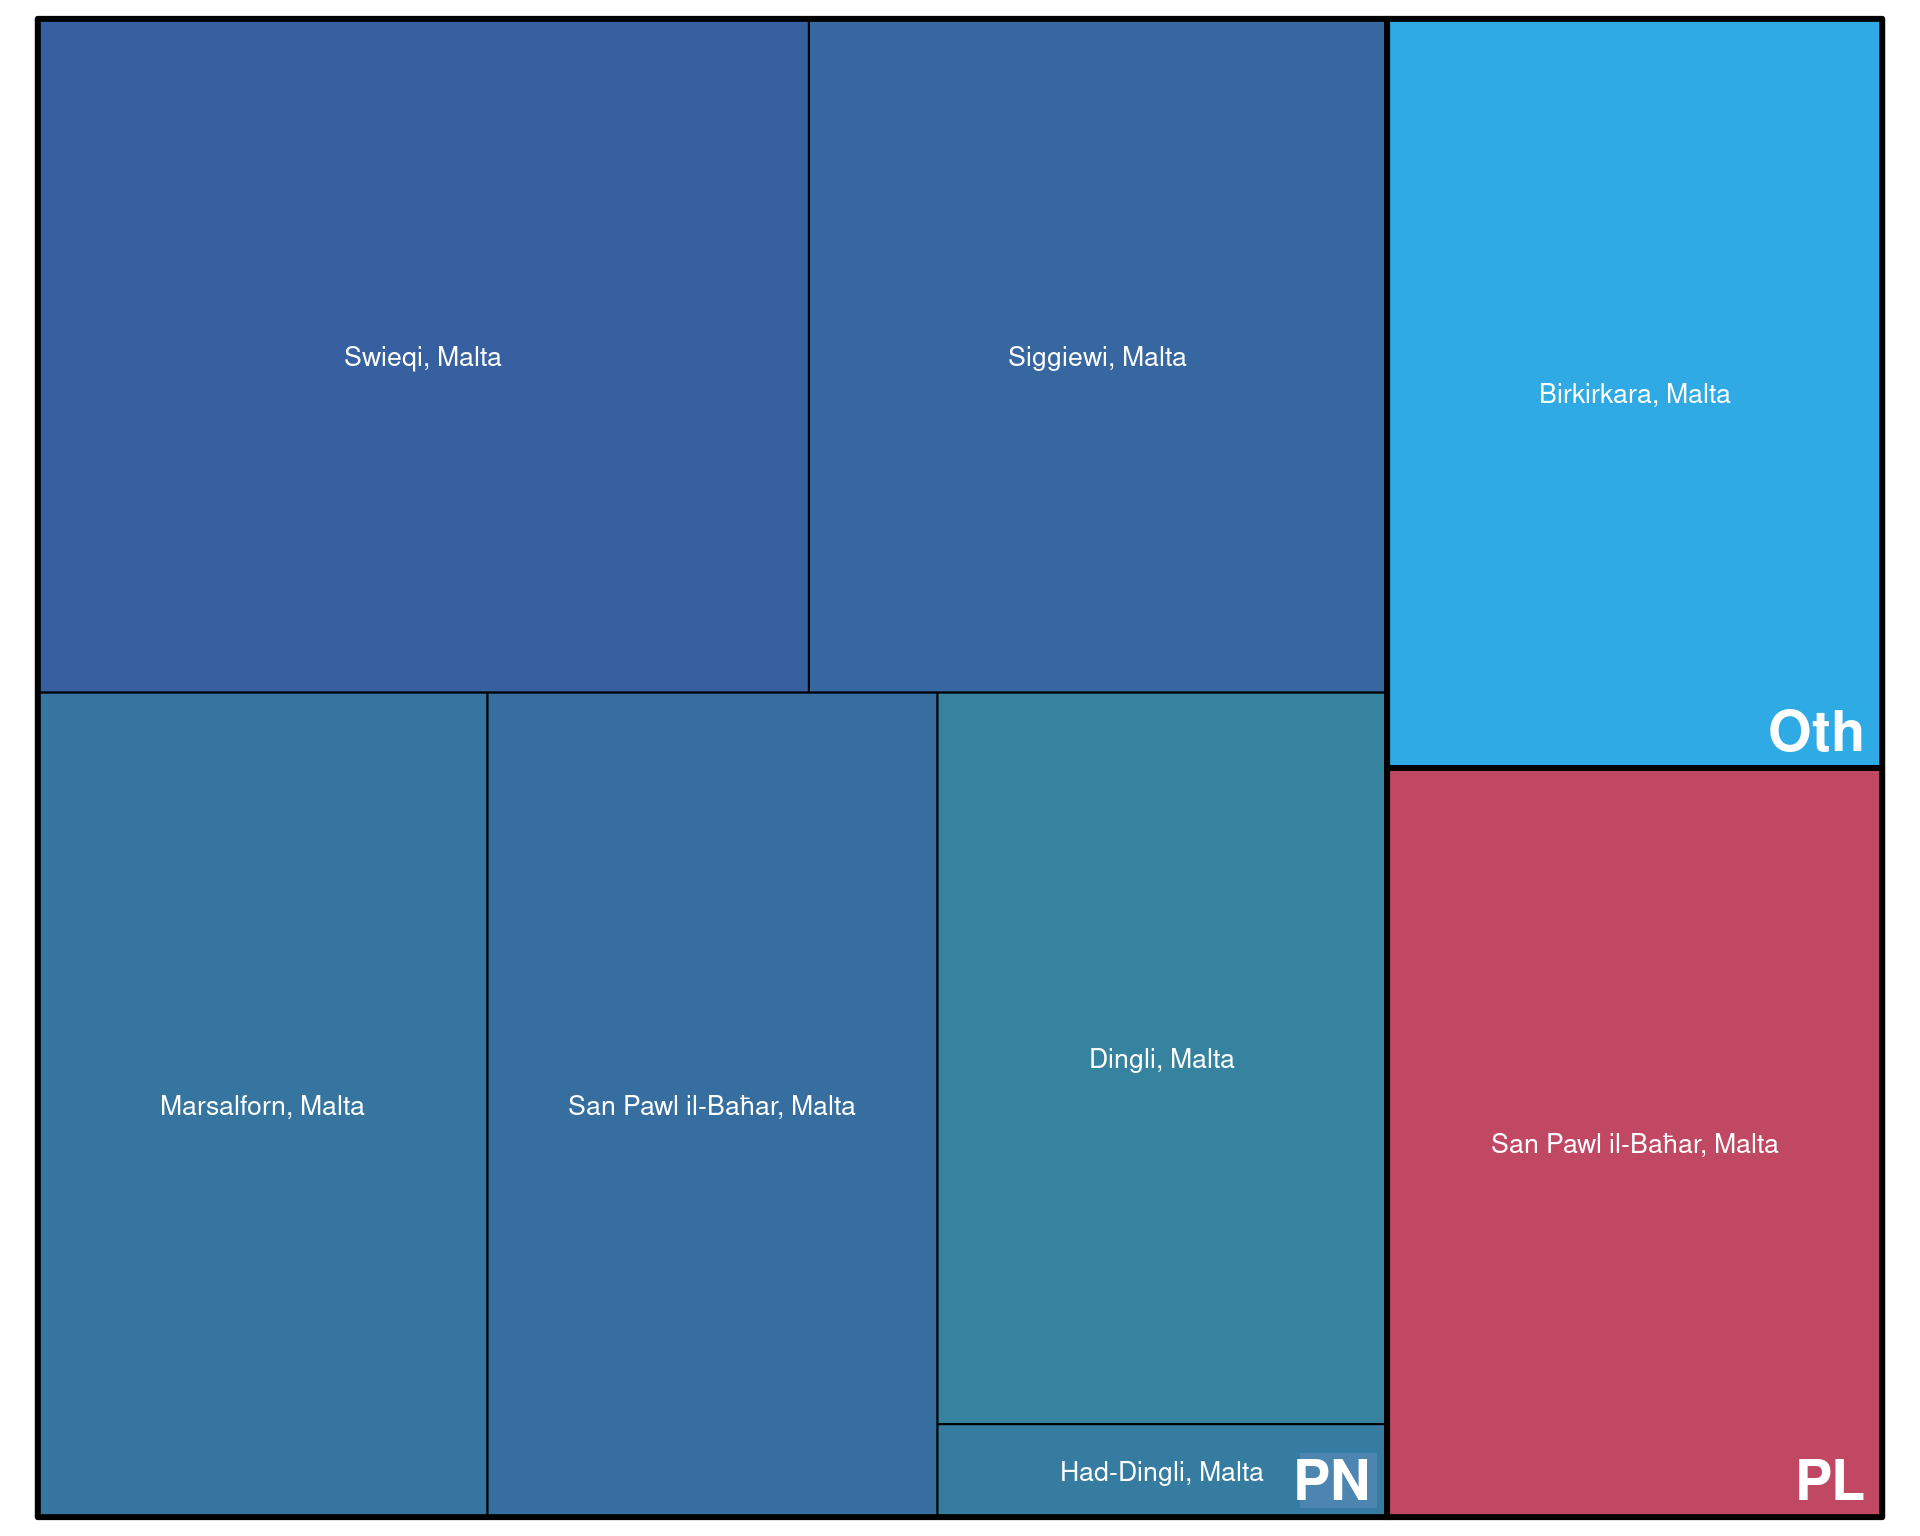 Swieqi, Malta
Siggiewi, Malta
Birkirkara, Malta
Oth
Marsalforn, Malta
San Pawl il-Baħar, Malta
Dingli, Malta
Had-Dingli, Malta
PN
San Pawl il-Baħar, Malta
PL